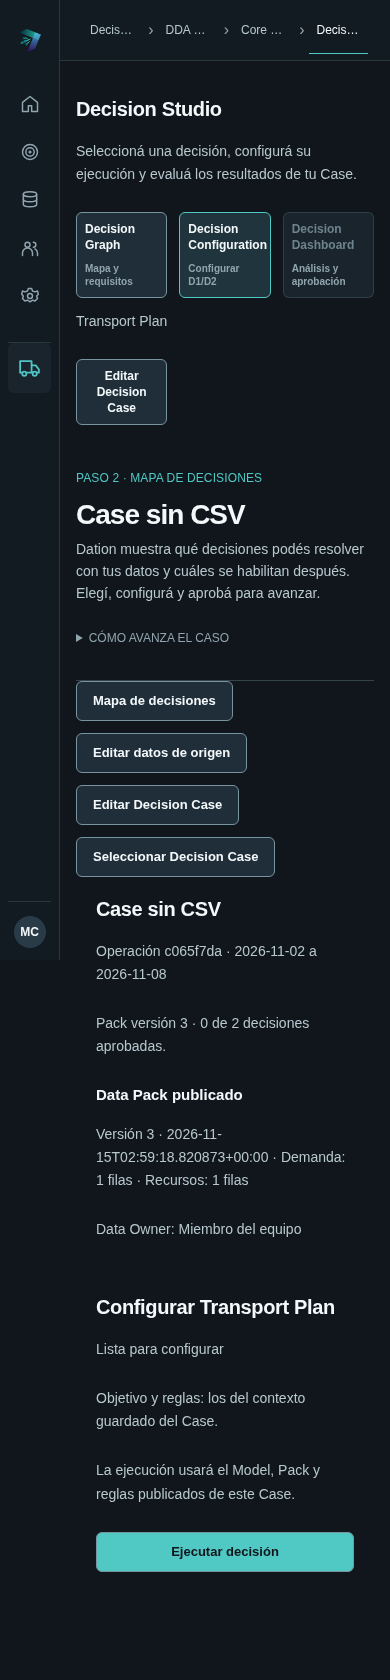 Decis… › DDA … › Core … › Decis…
Decision Studio
Seleccioná una decisión, configurá su
ejecución y evaluá los resultados de tu Case.
Decision
Graph
Mapa y
requisitos
Decision
Configuration
Configurar
D1/D2
Decision
Dashboard
Análisis y
aprobación
Transport Plan
Editar
Decision
Case
PASO 2 · MAPA DE DECISIONES
Case sin CSV
Dation muestra qué decisiones podés resolver
con tus datos y cuáles se habilitan después.
Elegí, configurá y aprobá para avanzar.
CÓMO AVANZA EL CASO
Mapa de decisiones
Editar datos de origen
Editar Decision Case
Seleccionar Decision Case
Case sin CSV
Operación c065f7da · 2026-11-02 a
2026-11-08
Pack versión 3 · 0 de 2 decisiones
aprobadas.
Data Pack publicado
Versión 3 · 2026-11-
15T02:59:18.820873+00:00 · Demanda:
1 filas · Recursos: 1 filas
Data Owner: Miembro del equipo
Configurar Transport Plan
Lista para configurar
Objetivo y reglas: los del contexto
guardado del Case.
La ejecución usará el Model, Pack y
reglas publicados de este Case.
Ejecutar decisión
MC